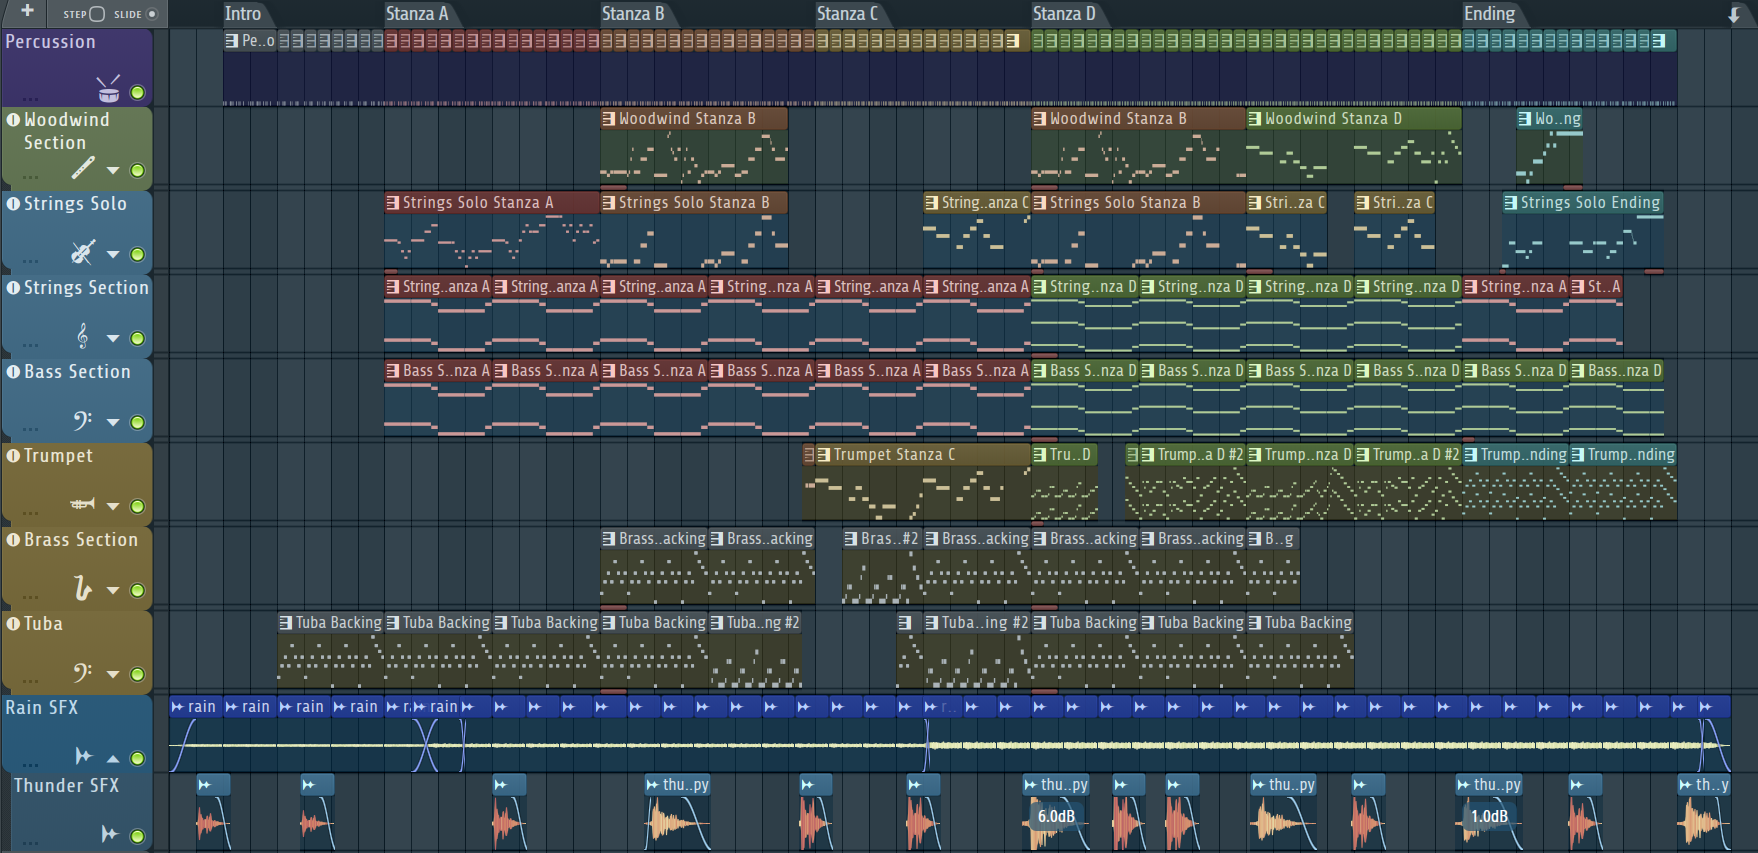 + STEP SLIDE Intro Stanza A Stanza B Stanza C Stanza D Ending
Percussion Pe..o
Woodwind Section Woodwind Stanza B Woodwind Stanza B Woodwind Stanza D Wo..ng
Strings Solo Strings Solo Stanza A Strings Solo Stanza B String..anza C Strings Solo Stanza B Stri..za C Stri..za C Strings Solo Ending
Strings Section String..anza A String..anza A String..anza A String..nza A String..anza A String..anza A String..nza D String..nza D String..nza D String..nza D String..nza A St..A
Bass Section Bass S..nza A Bass S..nza A Bass S..nza A Bass S..nza A Bass S..nza A Bass S..nza A Bass S..nza D Bass S..nza D Bass S..nza D Bass S..nza D Bass S..nza D Bass..nza D
Trumpet Trumpet Stanza C Tru..D Trump..a D #2 Trump..nza D Trump..a D #2 Trump..nding Trump..nding
Brass Section Brass..acking Brass..acking Bras..#2 Brass..acking Brass..acking Brass..acking B..g
Tuba Tuba Backing Tuba Backing Tuba Backing Tuba Backing Tuba..ng #2 Tuba..ing #2 Tuba Backing Tuba Backing Tuba Backing
Rain SFX rain rain rain rain r. rain r..
Thunder SFX thu..py thu..py thu..py thu..py th..y
6.0dB 1.0dB